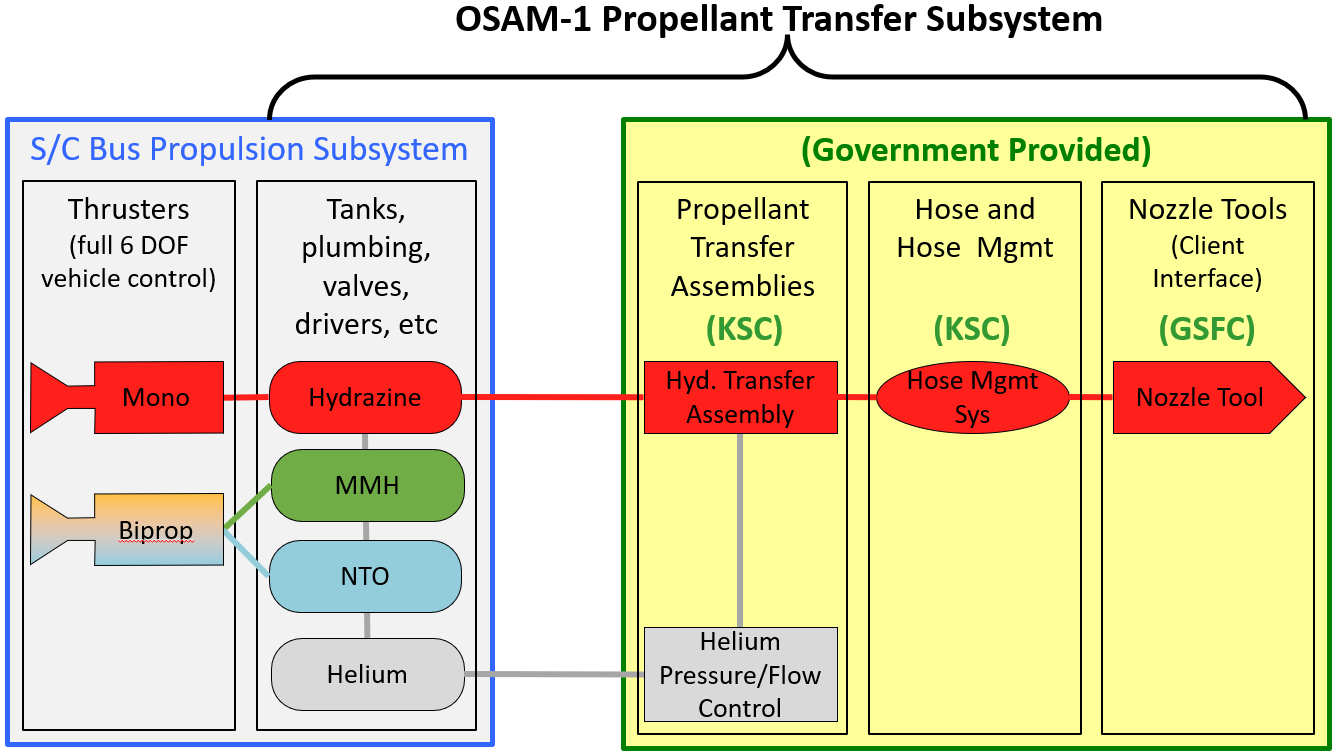 OSAM-1 Propellant Transfer Subsystem
S/C Bus Propulsion Subsystem
Thrusters
(full 6 DOF
vehicle control)
Mono
Biprop
Tanks,
plumbing,
valves,
drivers, etc
Hydrazine
MMH
NTO
Helium
(Government Provided)
Propellant
Transfer
Assemblies
(KSC)
Hyd. Transfer
Assembly
Helium
Pressure/Flow
Control
Hose and
Hose Mgmt
(KSC)
Hose Mgmt
Sys
Nozzle Tools
(Client
Interface)
(GSFC)
Nozzle Tool